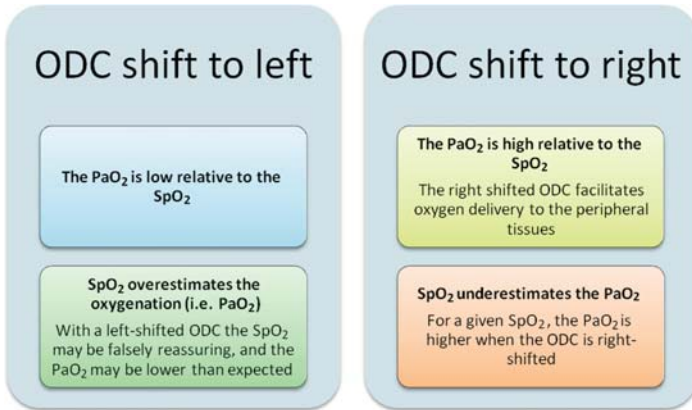 ODC shift to left
The PaO₂ is low relative to the
SpO₂
SpO₂ overestimates the
oxygenation (i.e. PaO₂)
With a left-shifted ODC the SpO₂
may be falsely reassuring, and the
PaO₂ may be lower than expected
ODC shift to right
The PaO₂ is high relative to the
SpO₂
The right shifted ODC facilitates
oxygen delivery to the peripheral
tissues
SpO₂ underestimates the PaO₂
For a given SpO₂, the PaO₂ is
higher when the ODC is right-
shifted